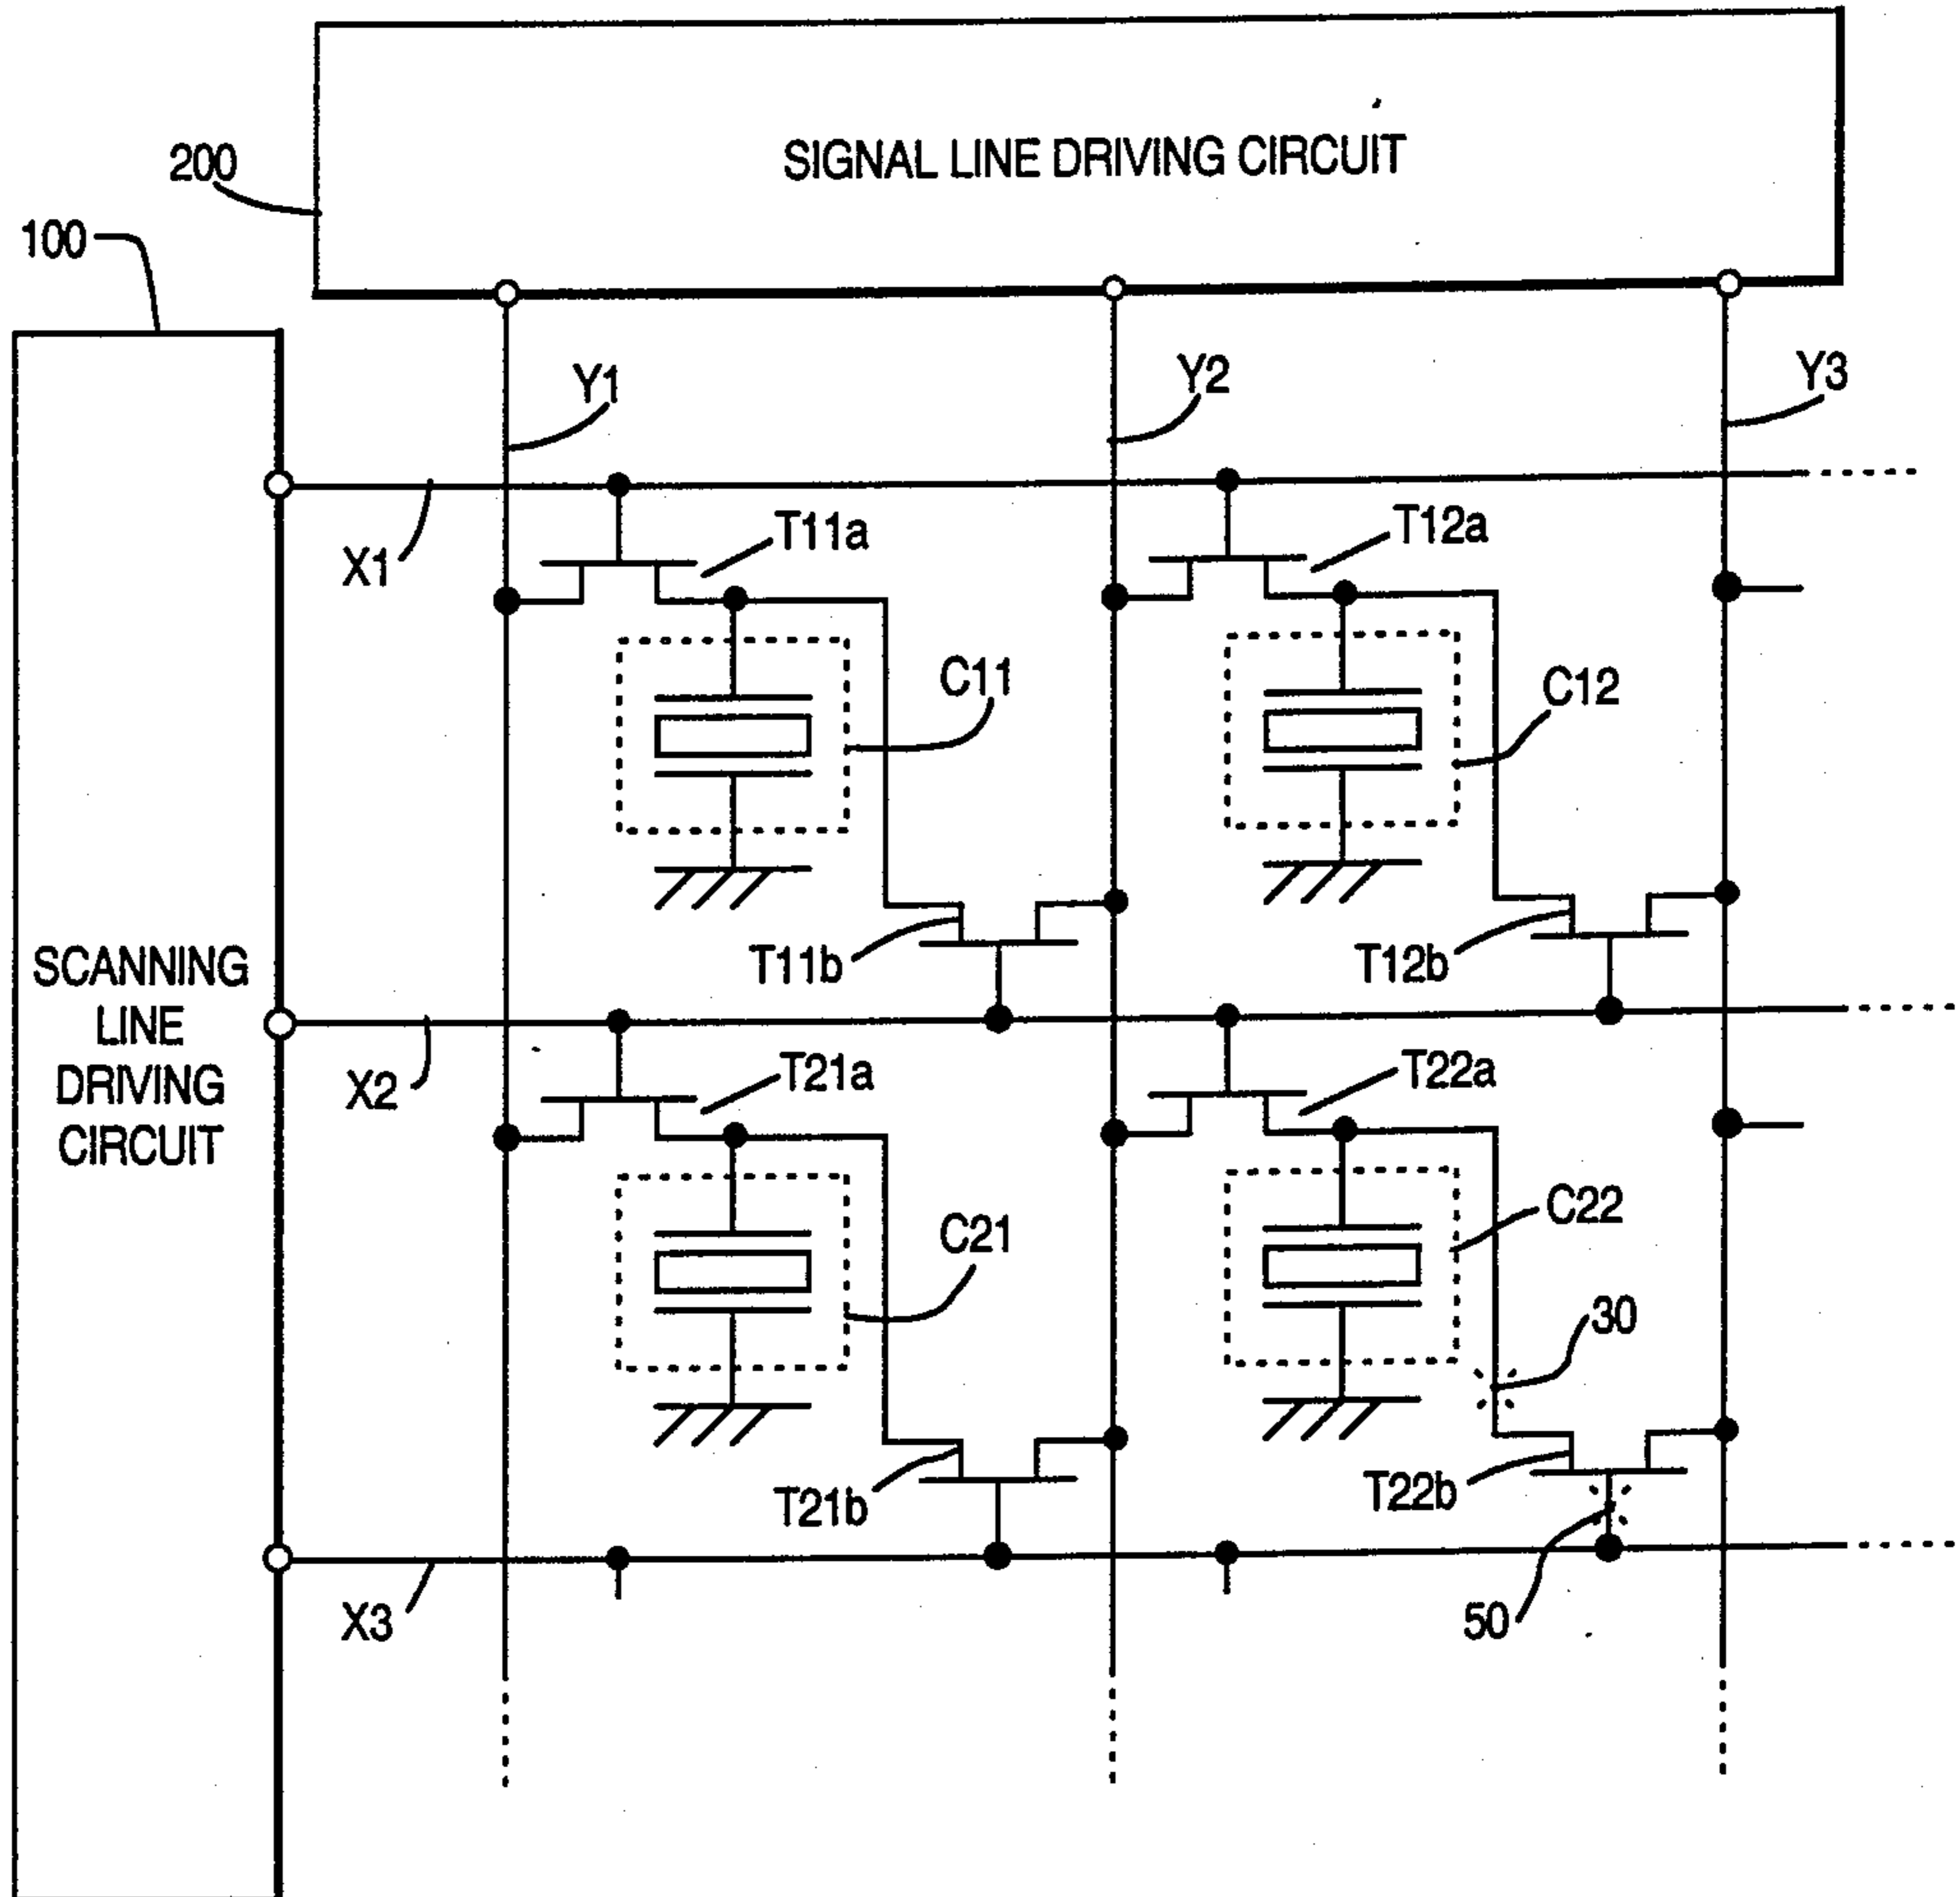 SIGNAL LINE DRIVING CIRCUIT
200
100
Y1
Y2
Y3
X1
T11a
T12a
C11
C12
T11b
T12b
SCANNING
LINE
DRIVING
CIRCUIT
X2
T21a
T22a
C21
C22
30
T21b
T22b
X3
50